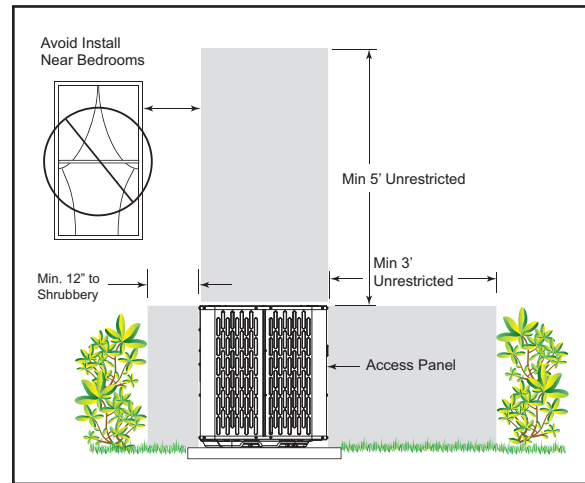 Avoid Install
Near Bedrooms
Min 5’ Unrestricted
Min 3’
Unrestricted
Min. 12” to
Shrubbery
Access Panel